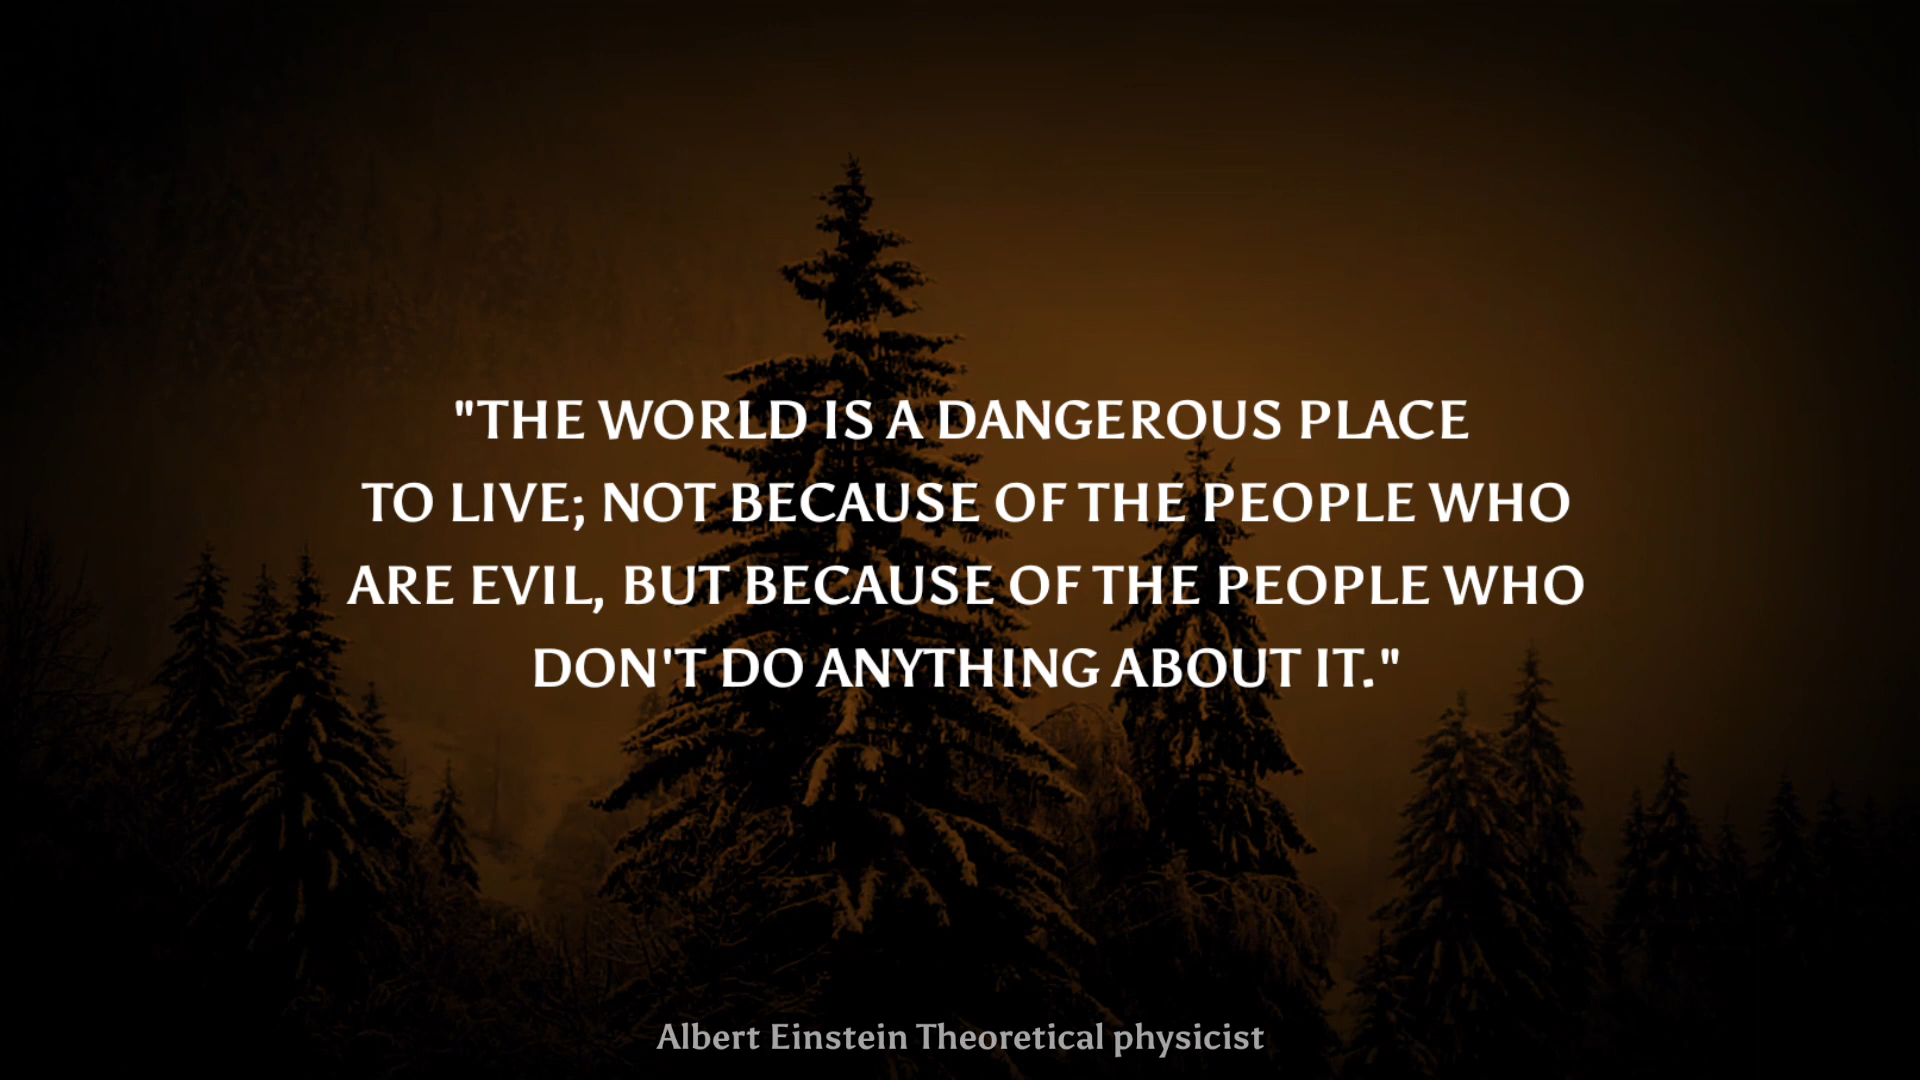 "THE WORLD IS A DANGEROUS PLACE
TO LIVE; NOT BECAUSE OF THE PEOPLE WHO
ARE EVIL, BUT BECAUSE OF THE PEOPLE WHO
DON'T DO ANYTHING ABOUT IT."
Albert Einstein Theoretical physicist